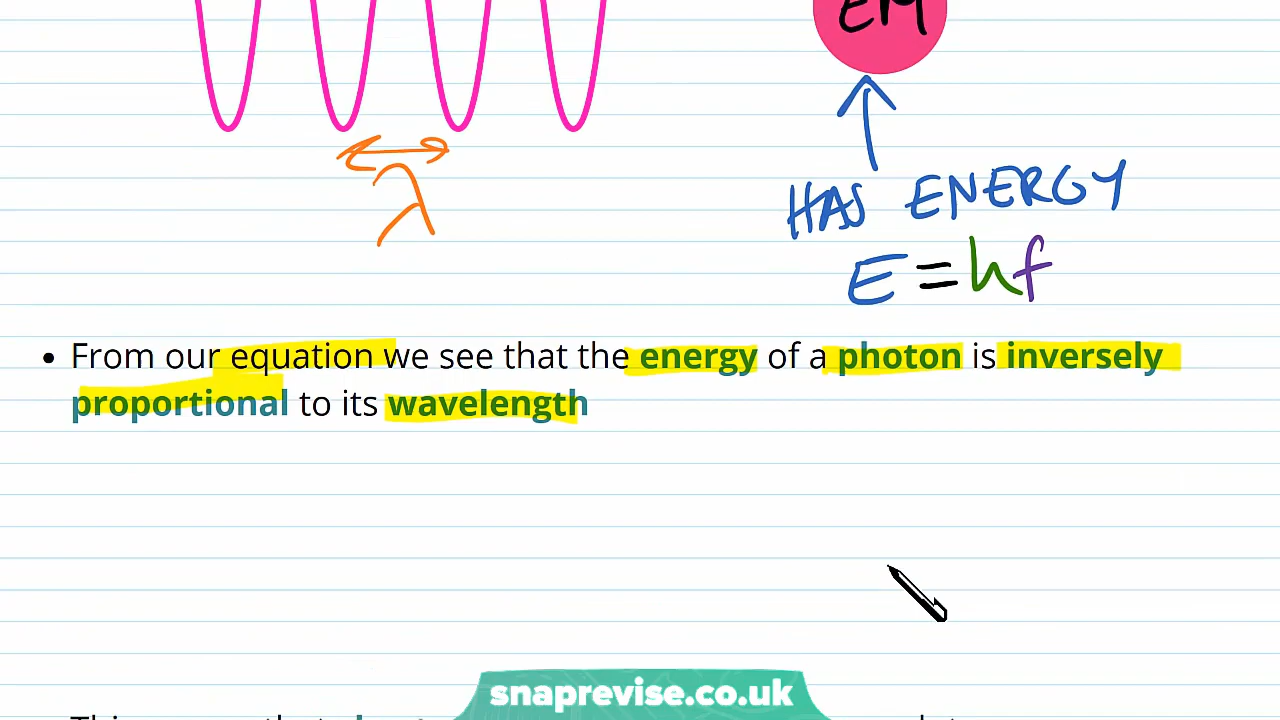 EM
λ
HAS ENERGY
E = hf
• From our equation we see that the energy of a photon is inversely
proportional to its wavelength
snaprevise.co.uk